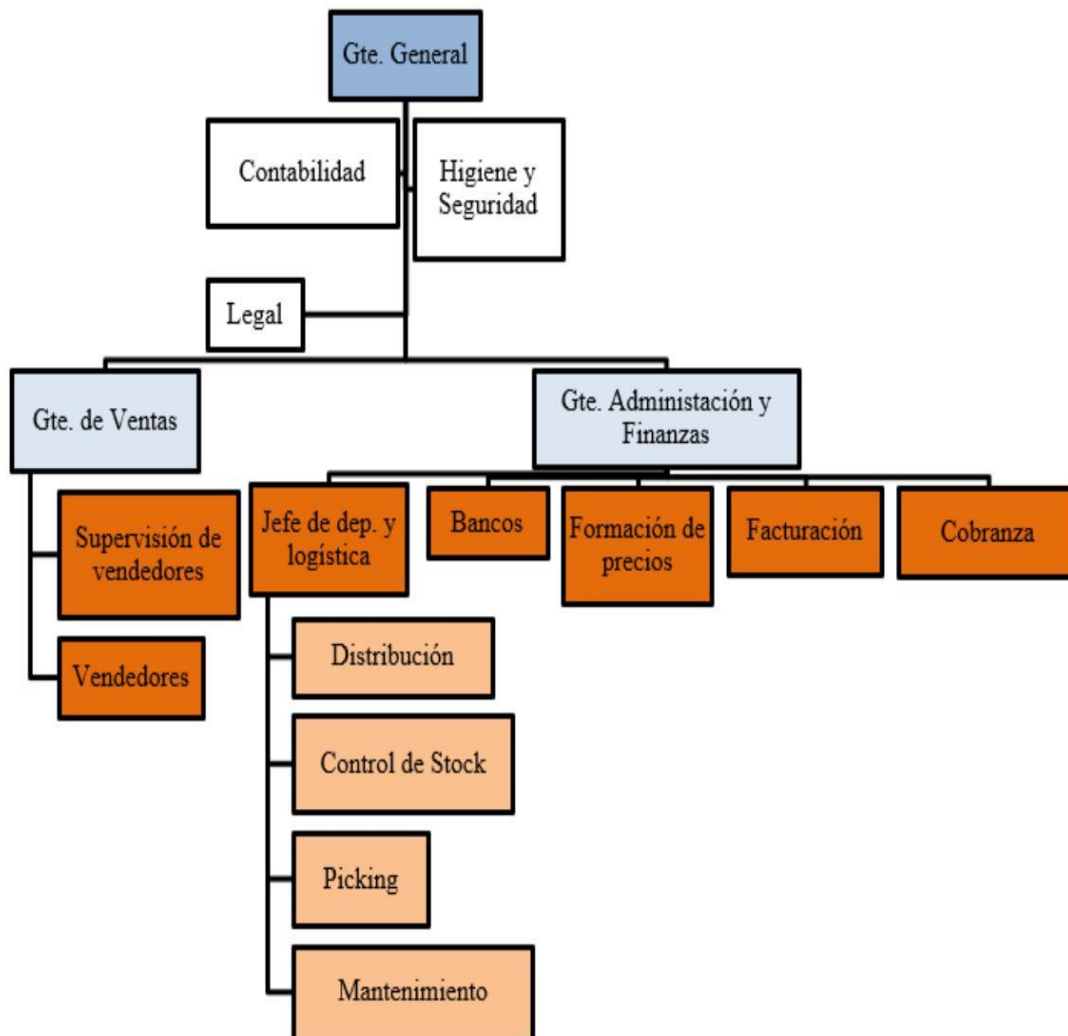 Gte. General
Contabilidad
Higiene y
Seguridad
Legal
Gte. de Ventas
Gte. Administación y
Finanzas
Supervisión de
vendedores
Vendedores
Jefe de dep. y
logística
Bancos
Formación de
precios
Facturación
Cobranza
Distribución
Control de Stock
Picking
Mantenimiento